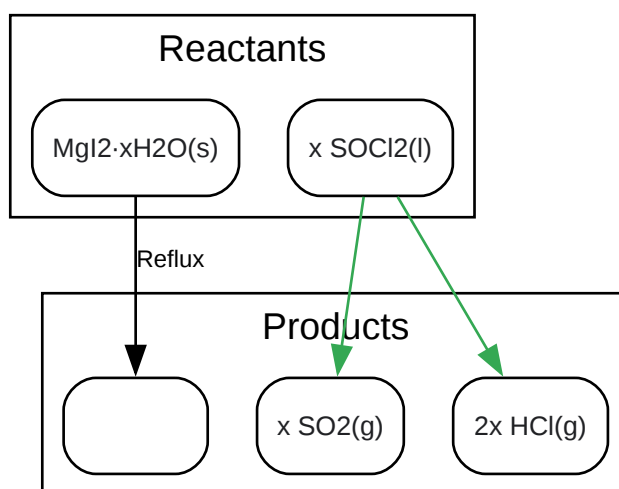 Reactants
MgI2·xH2O(s)
x SOCl2(l)
Reflux
Products
x SO2(g)
2x HCl(g)